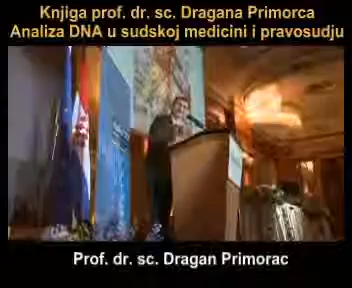 Knjiga prof. dr. sc. Dragana Primorca
Analiza DNA u sudskoj medicini i pravosudju
Prof. dr. sc. Dragan Primorac